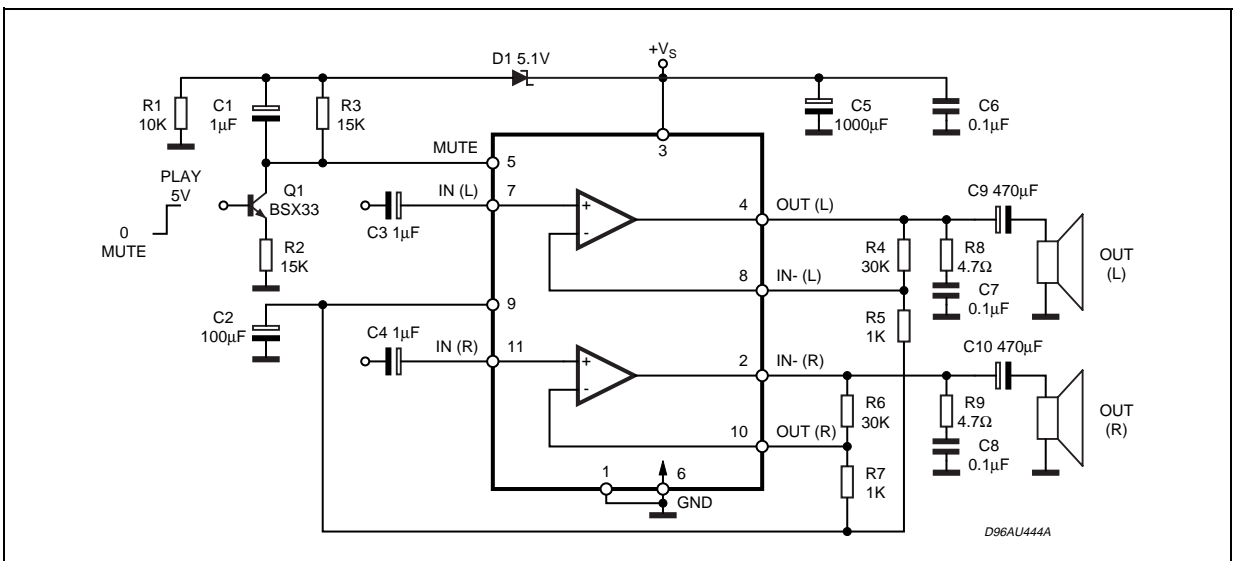 +VS
D1 5.1V
R1
10K
C1
1μF
R3
15K
C5
1000μF
C6
0.1μF
3
MUTE
5
PLAY
5V
0
MUTE
Q1
BSX33
R2
15K
IN (L)
7
C3 1μF
+
-
4
OUT (L)
C9 470μF
R4
30K
R8
4.7Ω
C7
0.1μF
OUT
(L)
8
IN- (L)
R5
1K
9
C2
100μF
C4 1μF
IN (R)
11
+
-
2
IN- (R)
C10 470μF
R6
30K
R9
4.7Ω
C8
0.1μF
OUT
(R)
10
OUT (R)
R7
1K
1
6
GND
D96AU444A